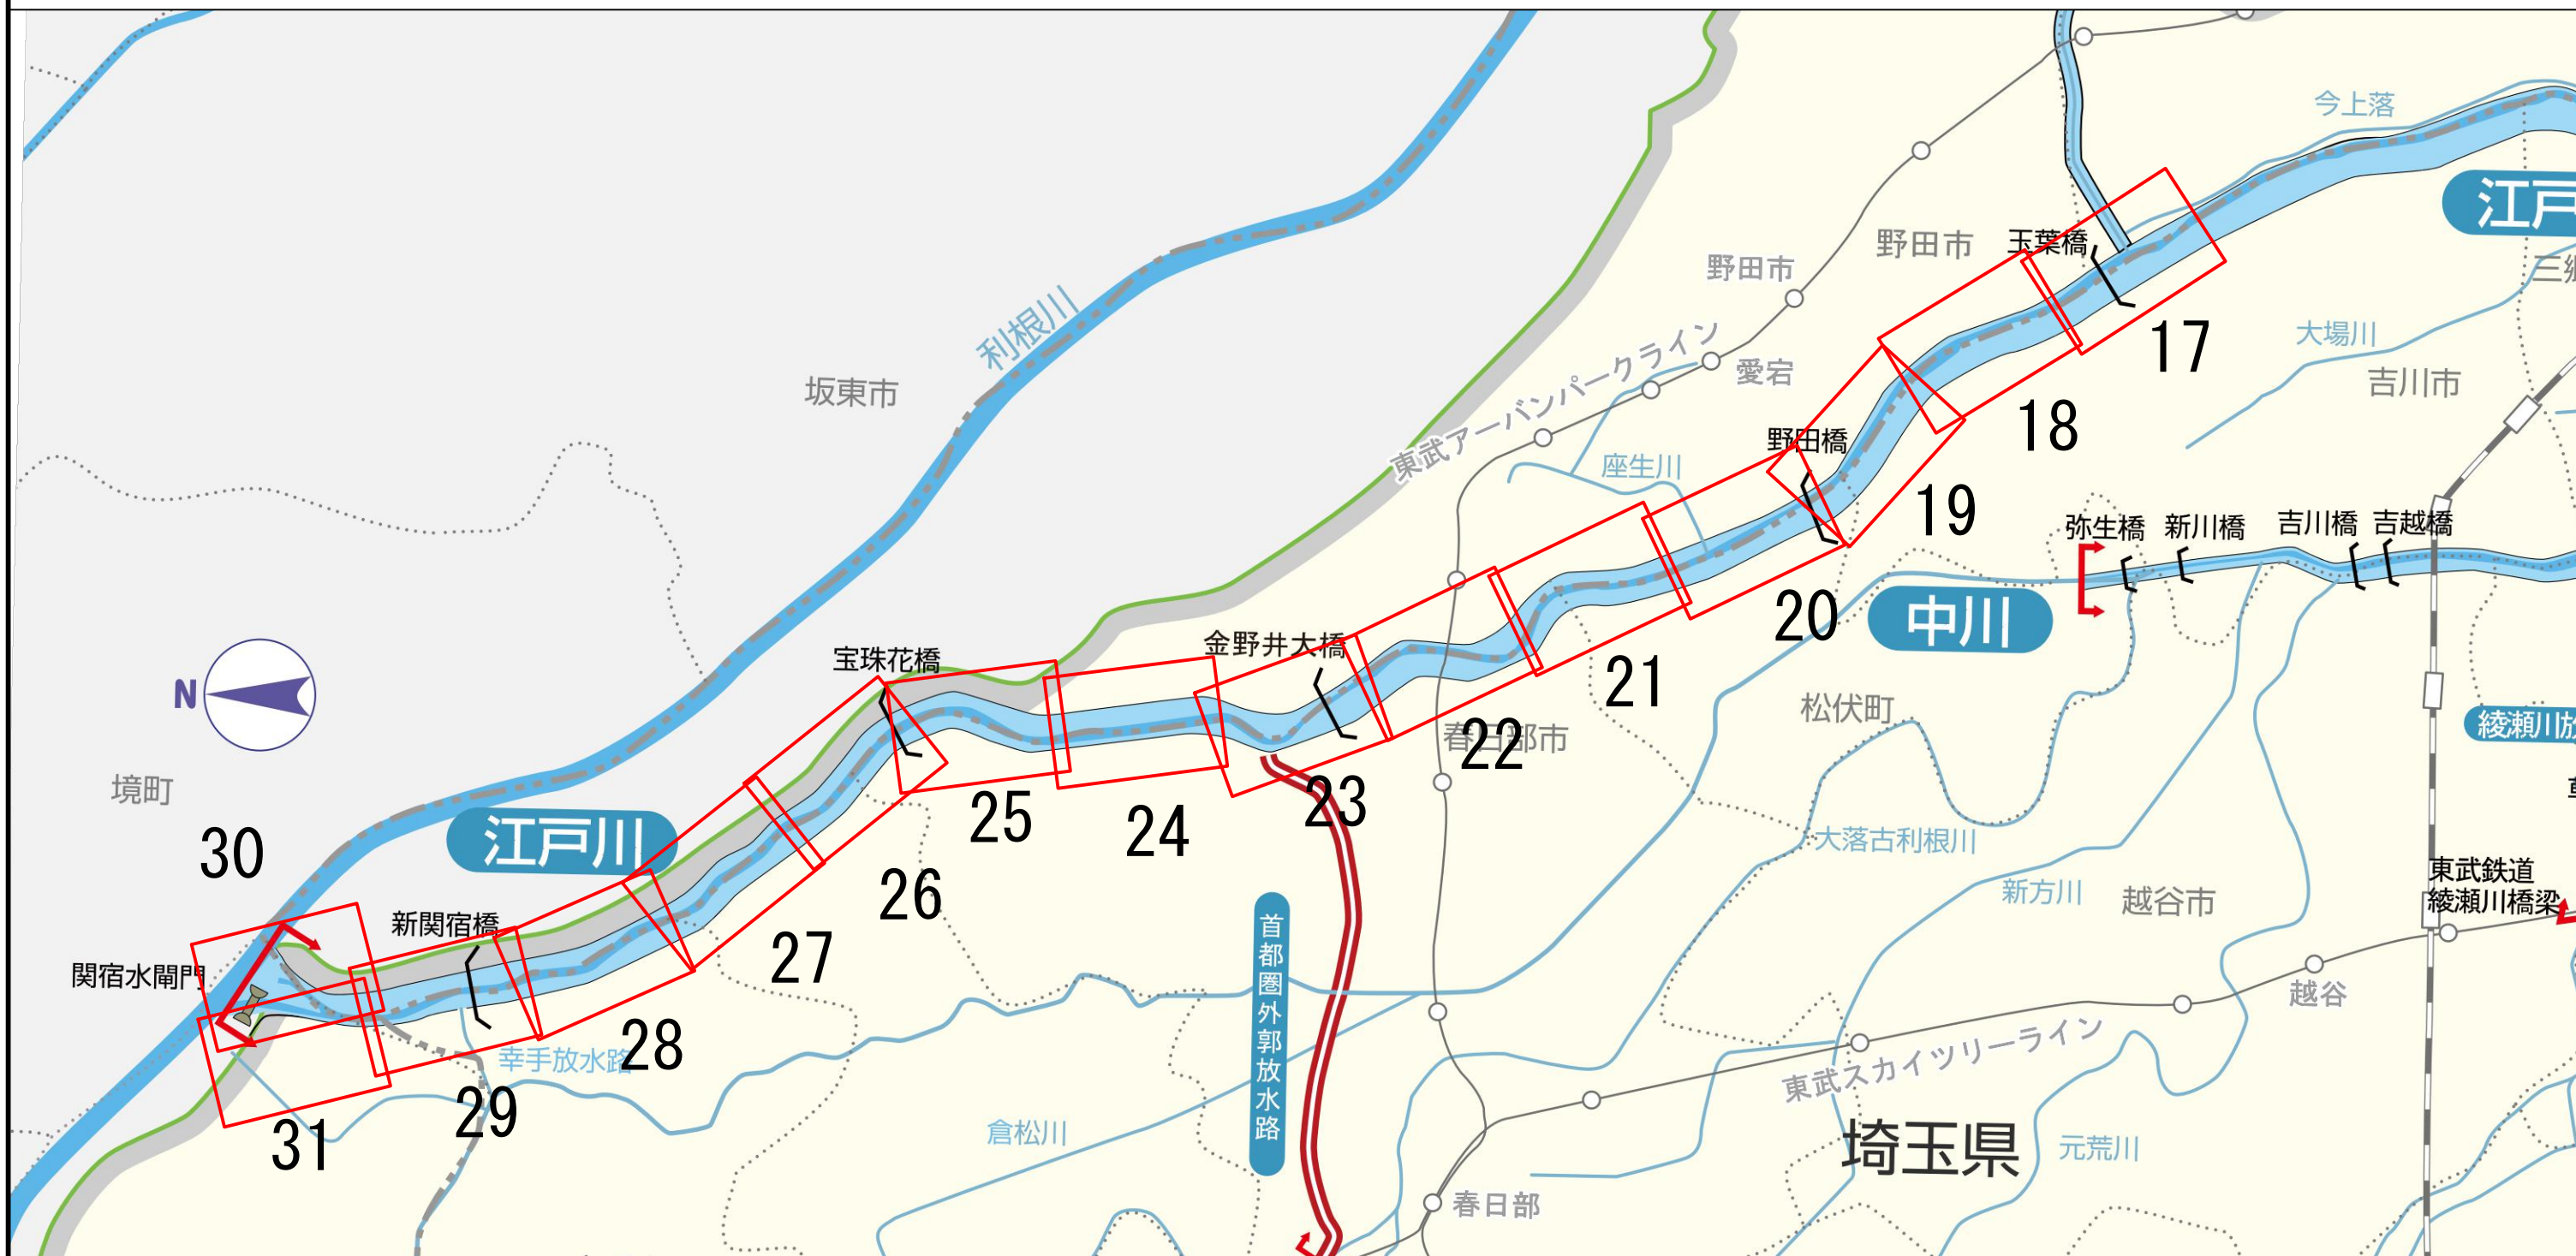 今上落
江戸
三郷
玉葉橋
野田市
野田市
17
大場川
吉川市
利根川
坂東市
東武アーバンパークライン
愛宕
18
野田橋
座生川
19
弥生橋
新川橋
吉川橋
吉越橋
20
中川
宝珠花橋
金野井大橋
21
松伏町
N
22
春日部市
綾瀬川放
境町
23
25
24
30
江戸川
大落古利根川
東武鉄道
綾瀬川橋梁
26
新方川
越谷市
新関宿橋
首都圏外郭放水路
27
関宿水閘門
越谷
28
幸手放水路
東武スカイツリーライン
29
31
倉松川
埼玉県
元荒川
春日部